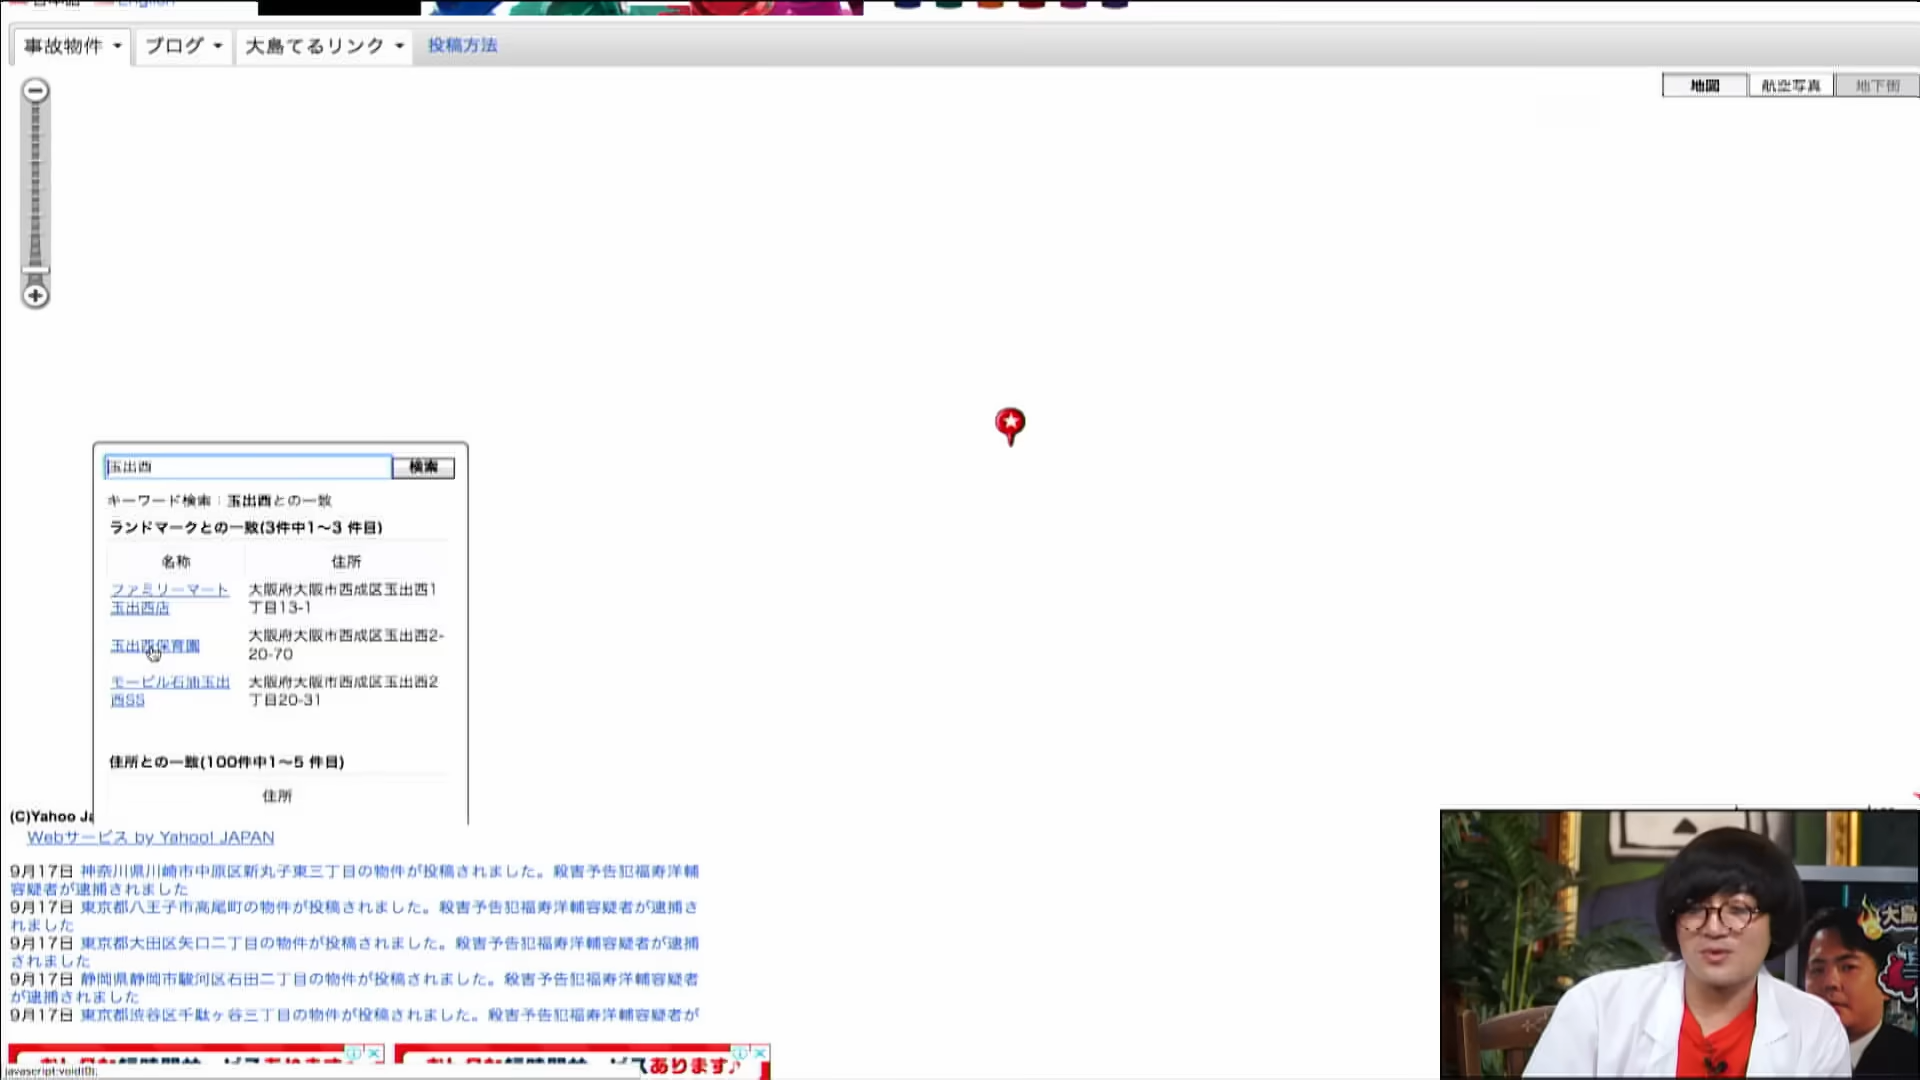 事故物件
ブログ
大島てるリンク
投稿方法
地図
航空写真
地下街
玉出西
検索
キーワード検索：玉出西との一致
ランドマークとの一致(3件中1～3 件目)
名称
住所
ファミリーマート
玉出西店
大阪府大阪市西成区玉出西1
丁目13-1
玉出西保育園
大阪府大阪市西成区玉出西2-
20-70
モービル石油玉出
西SS
大阪府大阪市西成区玉出西2
丁目20-31
住所との一致(100件中1～5 件目)
住所
(C)Yahoo Ja
Webサービス by Yahoo! JAPAN
9月17日 神奈川県川崎市中原区新丸子東三丁目の物件が投稿されました。殺害予告犯福寿洋輔
容疑者が逮捕されました
9月17日 東京都八王子市高尾町の物件が投稿されました。殺害予告犯福寿洋輔容疑者が逮捕さ
れました
9月17日 東京都大田区矢口二丁目の物件が投稿されました。殺害予告犯福寿洋輔容疑者が逮捕
されました
9月17日 静岡県静岡市駿河区石田二丁目の物件が投稿されました。殺害予告犯福寿洋輔容疑者
が逮捕されました
9月17日 東京都渋谷区千駄ヶ谷三丁目の物件が投稿されました。殺害予告犯福寿洋輔容疑者が
あります♪
javascript:void(0);
大島